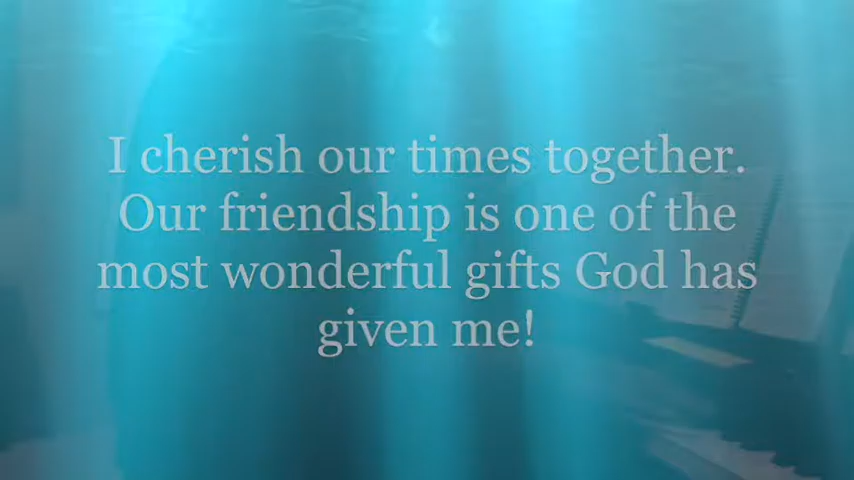 I cherish our times together.
Our friendship is one of the
most wonderful gifts God has
given me!